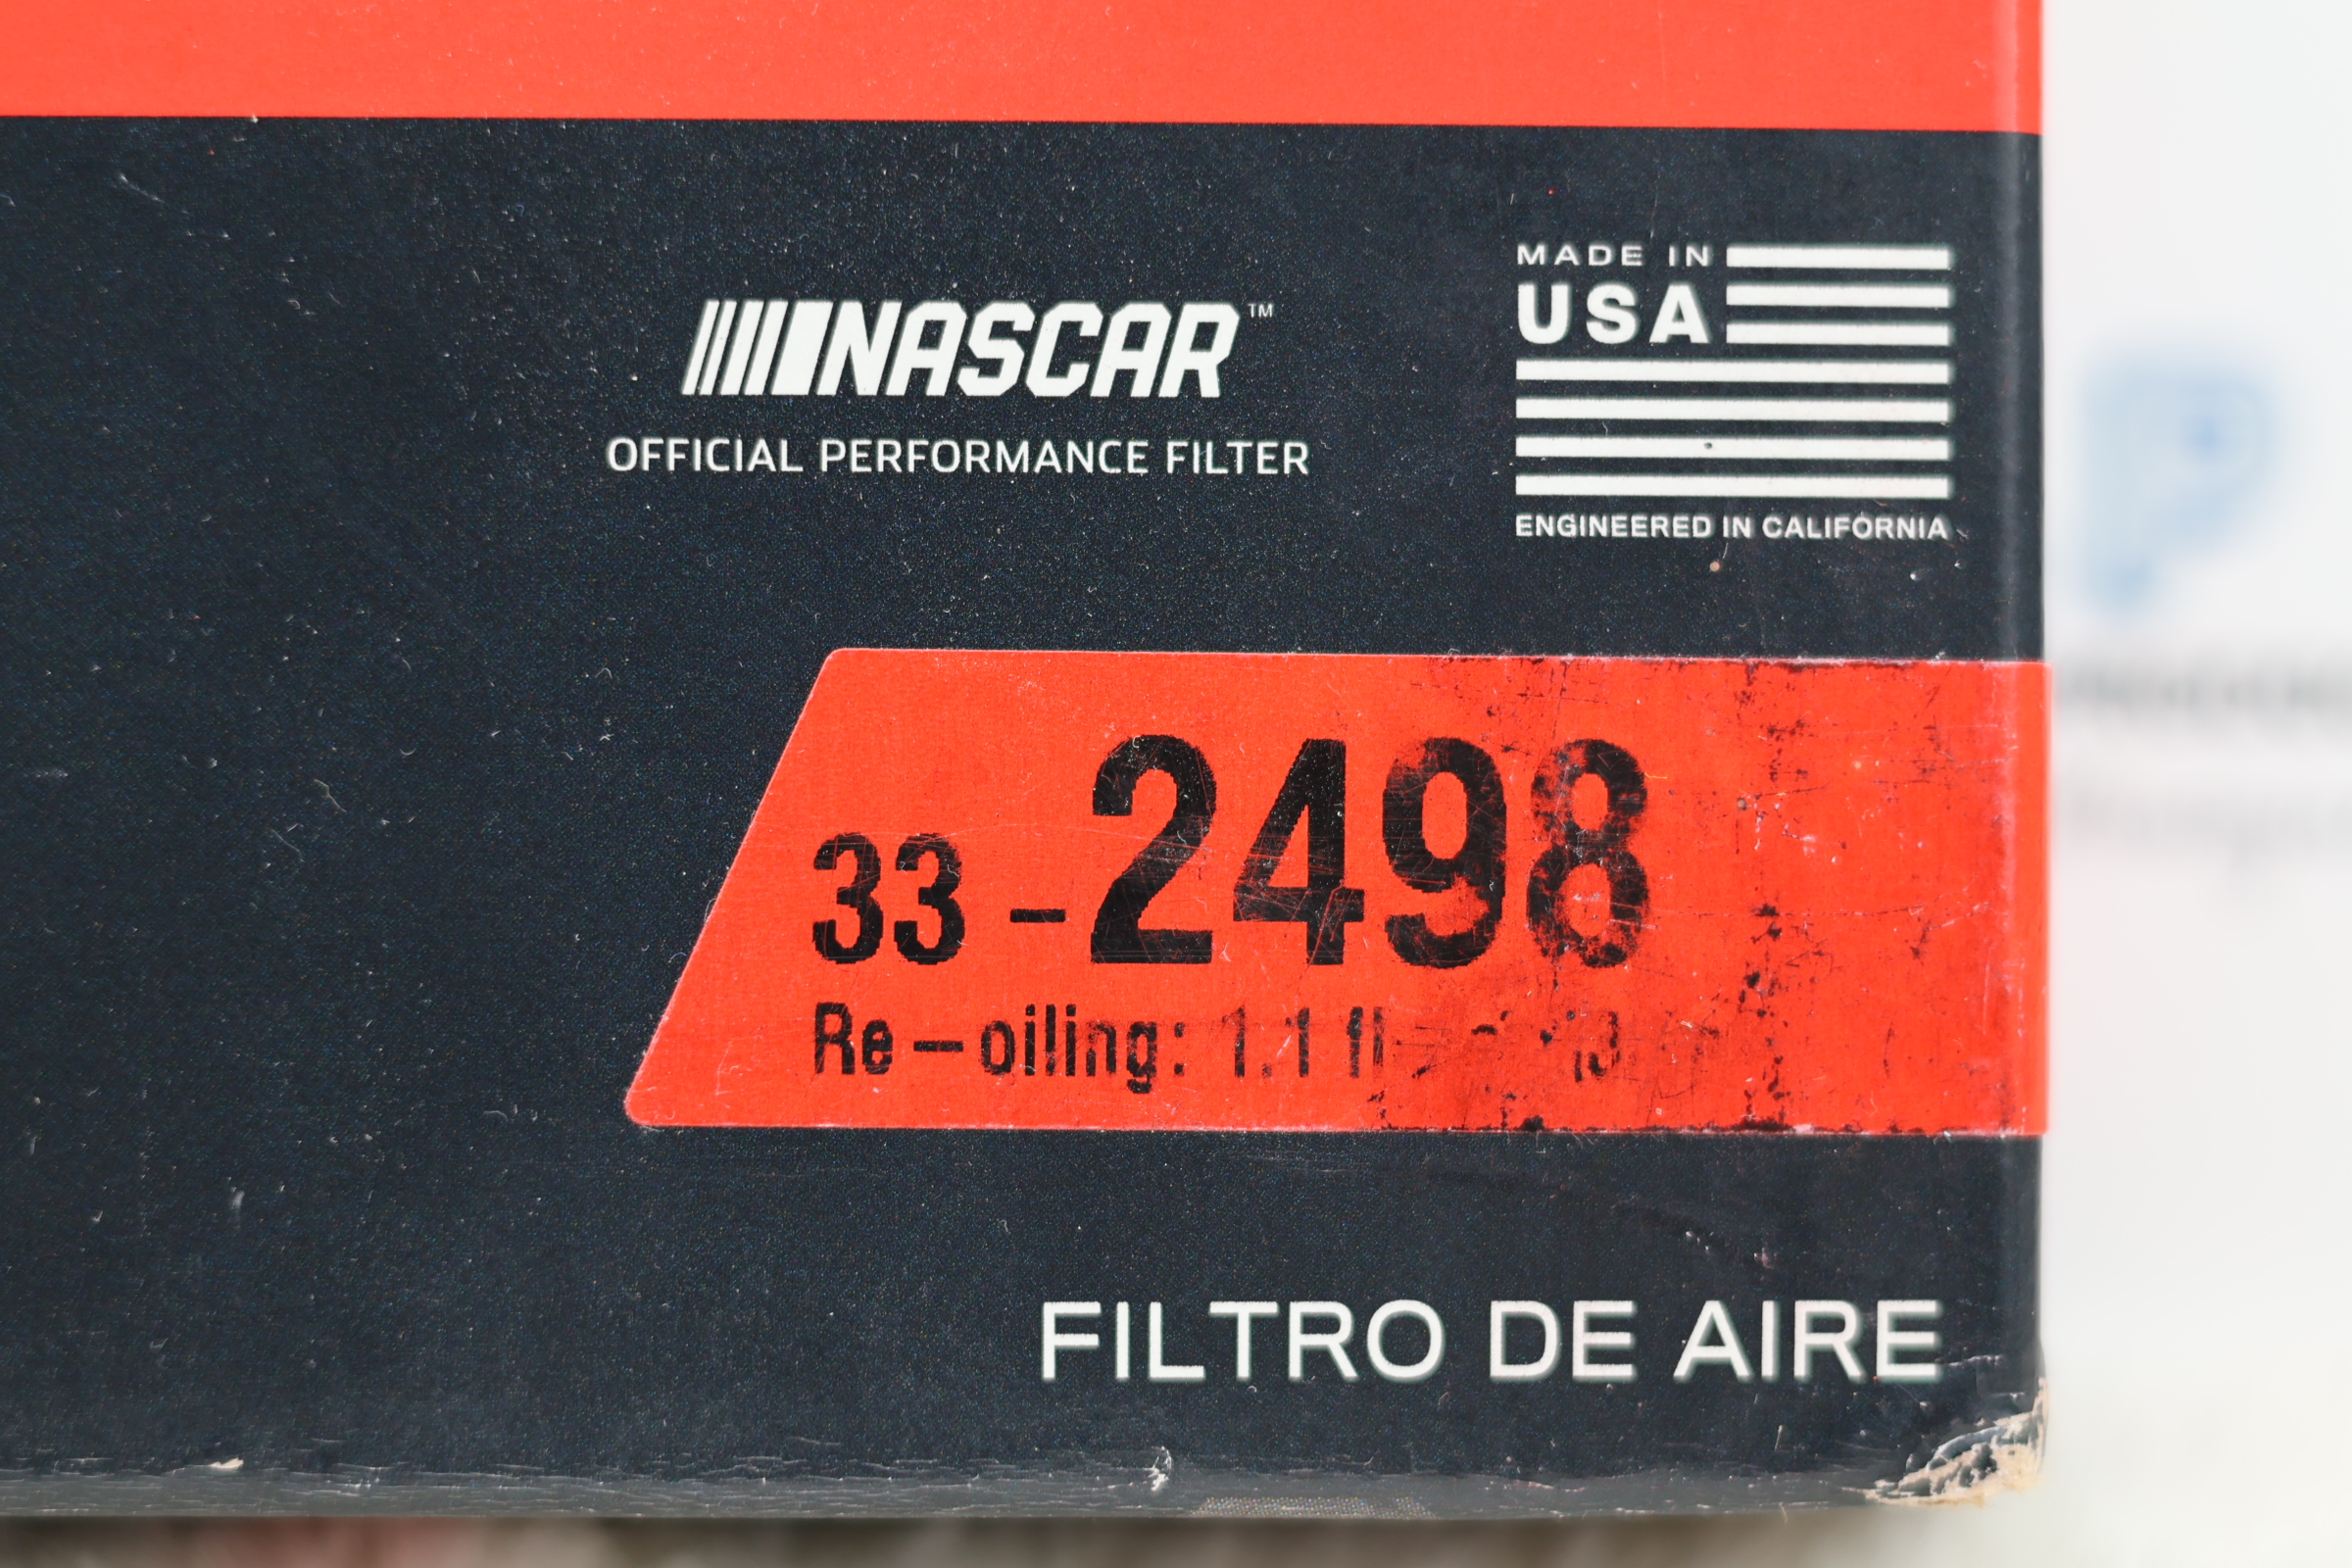 MADE IN
USA
NASCAR™
OFFICIAL PERFORMANCE FILTER
ENGINEERED IN CALIFORNIA
33-2498
Re-oiling: 1.1 fl
FILTRO DE AIRE